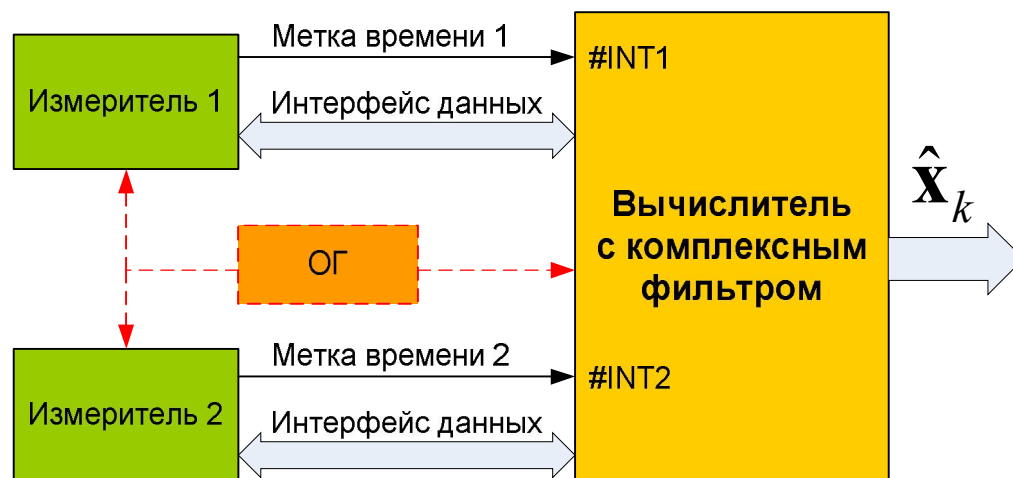 Метка времени 1
#INT1
Измеритель 1
Интерфейс данных
Вычислитель
с комплексным
фильтром
x̂k
ОГ
Метка времени 2
#INT2
Измеритель 2
Интерфейс данных